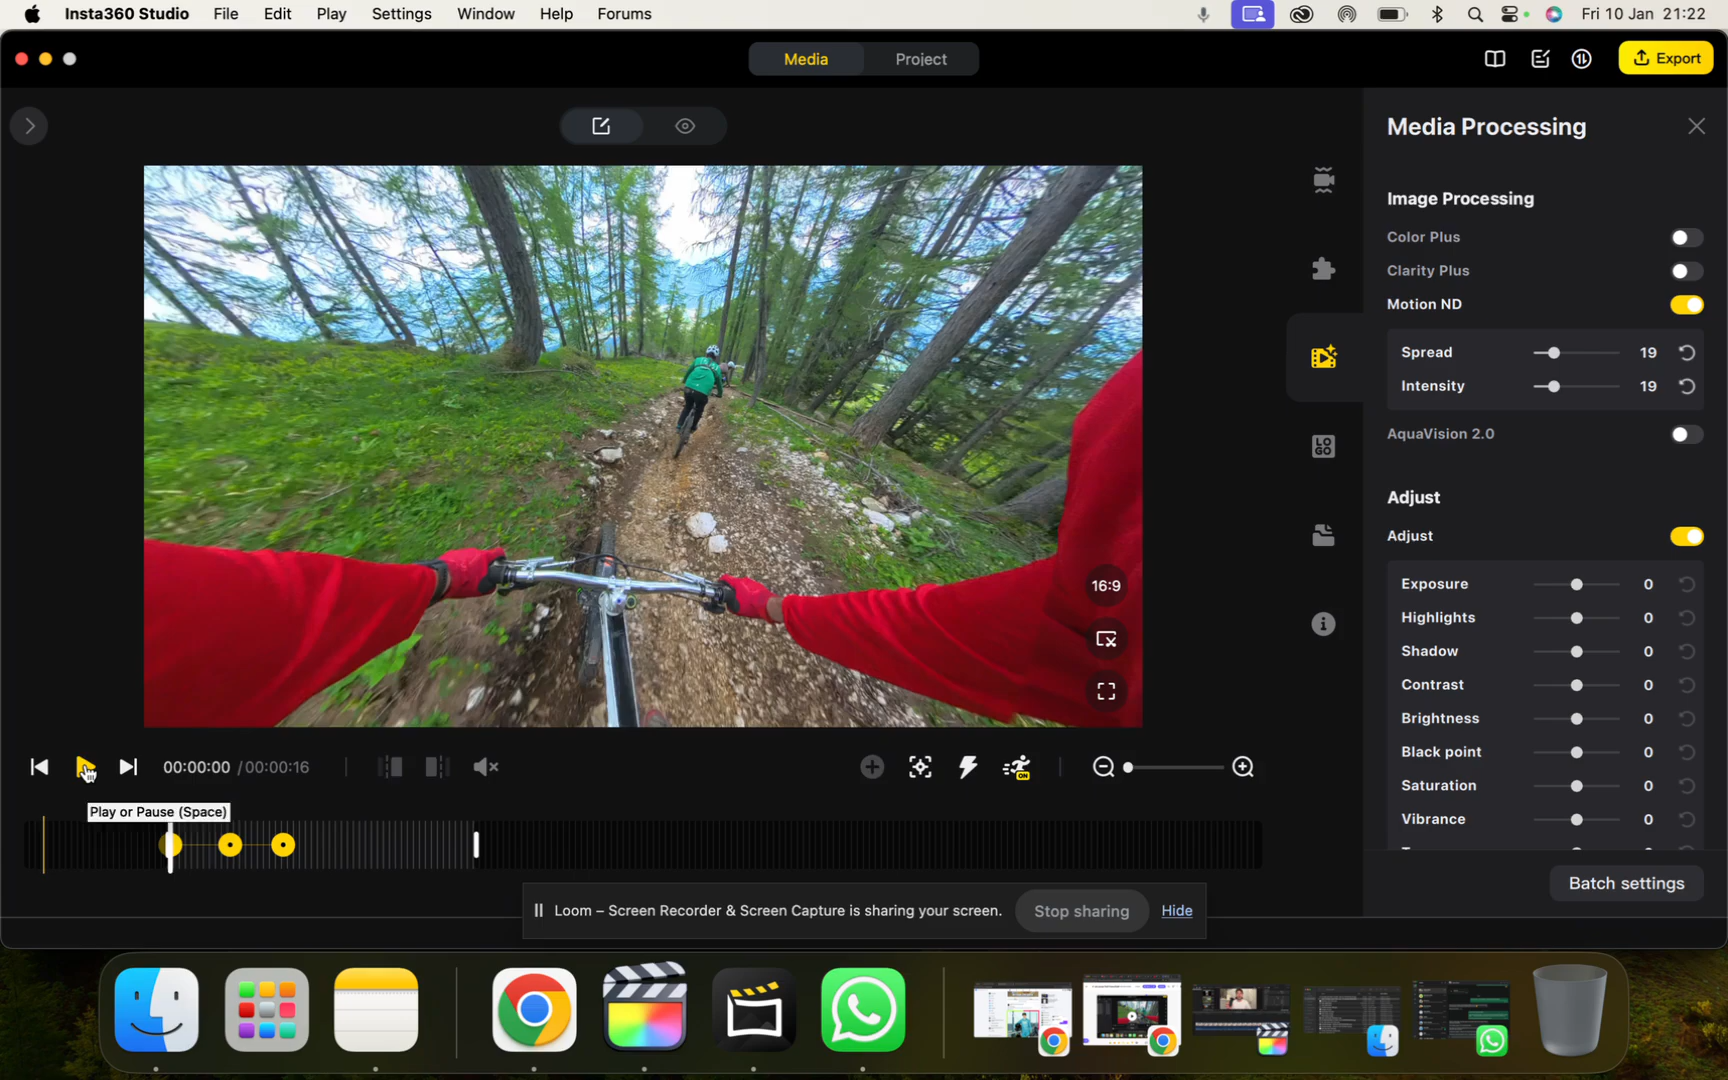 Insta360 Studio File Edit Play Settings Window Help Forums Fri 10 Jan 21:22
Media Project Export
Media Processing
Image Processing
Color Plus
Clarity Plus
Motion ND
Spread 19
Intensity 19
AquaVision 2.0
Adjust
Adjust
Exposure 0
Highlights 0
Shadow 0
Contrast 0
Brightness 0
Black point 0
Saturation 0
Vibrance 0
Batch settings
16:9
LO
GO
00:00:00 / 00:00:16
ON
Play or Pause (Space)
Loom – Screen Recorder & Screen Capture is sharing your screen. Stop sharing Hide